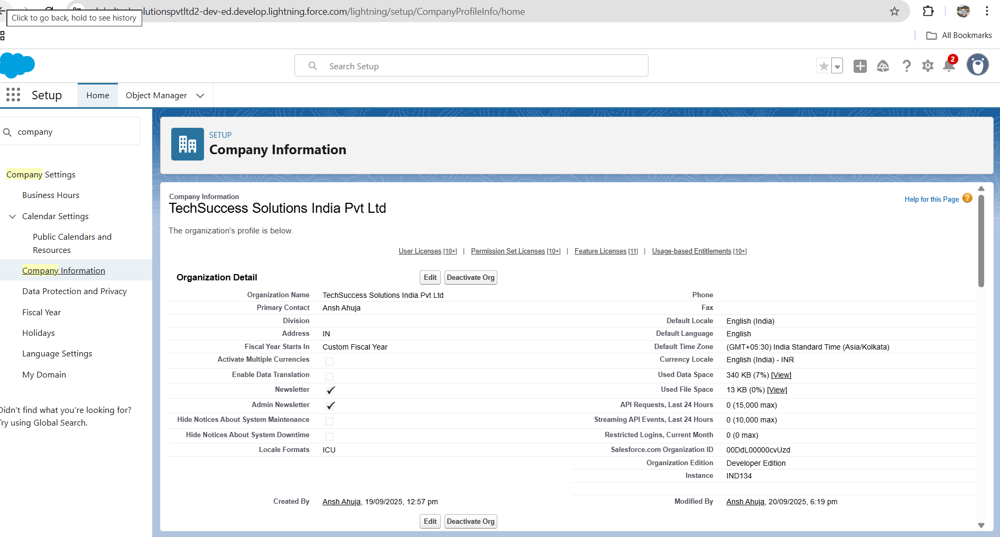 olutionspvtltd2-dev-ed.develop.lightning.force.com/lightning/setup/CompanyProfileInfo/home
Click to go back, hold to see history
All Bookmarks
Search Setup
2
Setup
Home
Object Manager
company
SETUP
Company Information
Company Settings
Business Hours
Calendar Settings
Public Calendars and
Resources
Company Information
Data Protection and Privacy
Fiscal Year
Holidays
Language Settings
My Domain
Didn't find what you're looking for?
Try using Global Search.
Company Information
TechSuccess Solutions India Pvt Ltd
Help for this Page ?
The organization's profile is below.
User Licenses [10+] | Permission Set Licenses [10+] | Feature Licenses [11] | Usage-based Entitlements [10+]
Organization Detail
Edit
Deactivate Org
Organization Name TechSuccess Solutions India Pvt Ltd
Phone
Primary Contact Ansh Ahuja
Fax
Division
Default Locale English (India)
Address IN
Default Language English
Fiscal Year Starts In Custom Fiscal Year
Default Time Zone (GMT+05:30) India Standard Time (Asia/Kolkata)
Activate Multiple Currencies
Currency Locale English (India) - INR
Enable Data Translation
Used Data Space 340 KB (7%) [View]
Newsletter
Used File Space 13 KB (0%) [View]
Admin Newsletter
API Requests, Last 24 Hours 0 (15,000 max)
Hide Notices About System Maintenance
Streaming API Events, Last 24 Hours 0 (10,000 max)
Hide Notices About System Downtime
Restricted Logins, Current Month 0 (0 max)
Locale Formats ICU
Salesforce.com Organization ID 00DdL00000cvUzd
Organization Edition Developer Edition
Instance IND134
Created By Ansh Ahuja, 19/09/2025, 12:57 pm
Modified By Ansh Ahuja, 20/09/2025, 6:19 pm
Edit
Deactivate Org